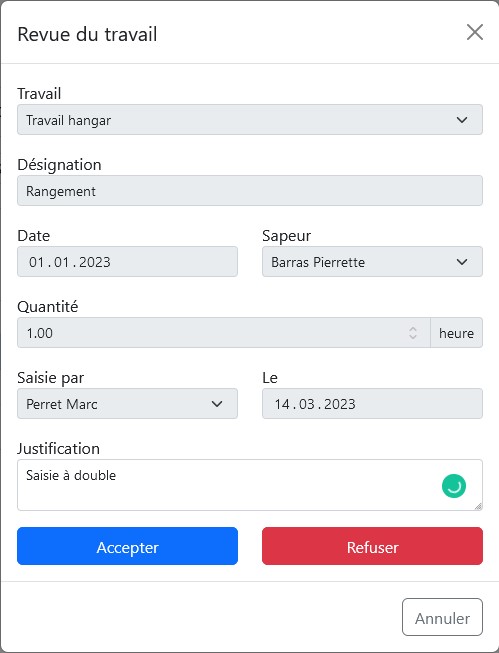 Revue du travail
Travail
Travail hangar
Désignation
Rangement
Date
Sapeur
01.01.2023
Barras Pierrette
Quantité
1.00
heure
Saisie par
Le
Perret Marc
14.03.2023
Justification
Saisie à double
Accepter
Refuser
Annuler